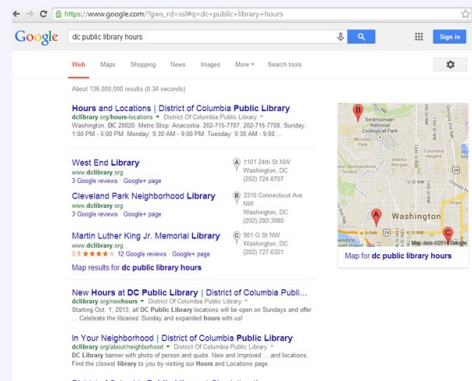 https://www.google.com/?gws_rd=ssl#q=dc+public+library+hours
Google
dc public library hours
Sign in
Web Maps Shopping News Images More Search tools
About 136,000,000 results (0.34 seconds)
Hours and Locations | District of Columbia Public Library
dclibrary.org/hours-locations District Of Columbia Public Library
Washington, DC 20020. Metro Stop: Anacostia. 202-715-7707, 202-715-7708. Sunday:
1:00 PM - 5:00 PM. Monday: 9:30 AM - 9:00 PM. Tuesday: 9:30 AM - 9:00 ...
West End Library
www.dclibrary.org
3 Google reviews · Google+ page
A 1101 24th St NW
Washington, DC
(202) 724-8707
Cleveland Park Neighborhood Library
www.dclibrary.org
3 Google reviews · Google+ page
B 3310 Connecticut Ave
NW
Washington, DC
(202) 282-3080
Martin Luther King Jr. Memorial Library
www.dclibrary.org
3.9 ★★★★ 12 Google reviews · Google+ page
C 901 G St NW
Washington, DC
(202) 727-0321
Map results for dc public library hours
B
Smithsonian
National
Zoological Park
Adams
Morgan
Columbia
Heights
A
Washington
C
Map data ©2014 Google
Map for dc public library hours
New Hours at DC Public Library | District of Columbia Publi...
dclibrary.org/newhours District Of Columbia Public Library
Starting Oct. 1, 2013, all DC Public Library locations will be open on Sundays and offer
... Celebrate the libraries' Sunday and expanded hours with us!
In Your Neighborhood | District of Columbia Public Library
dclibrary.org/about/neighborhood District Of Columbia Public Library
DC Library banner with photo of person and quote. New and Improved ... and locations.
Find the closest library to you by visiting our Hours and Locations page.